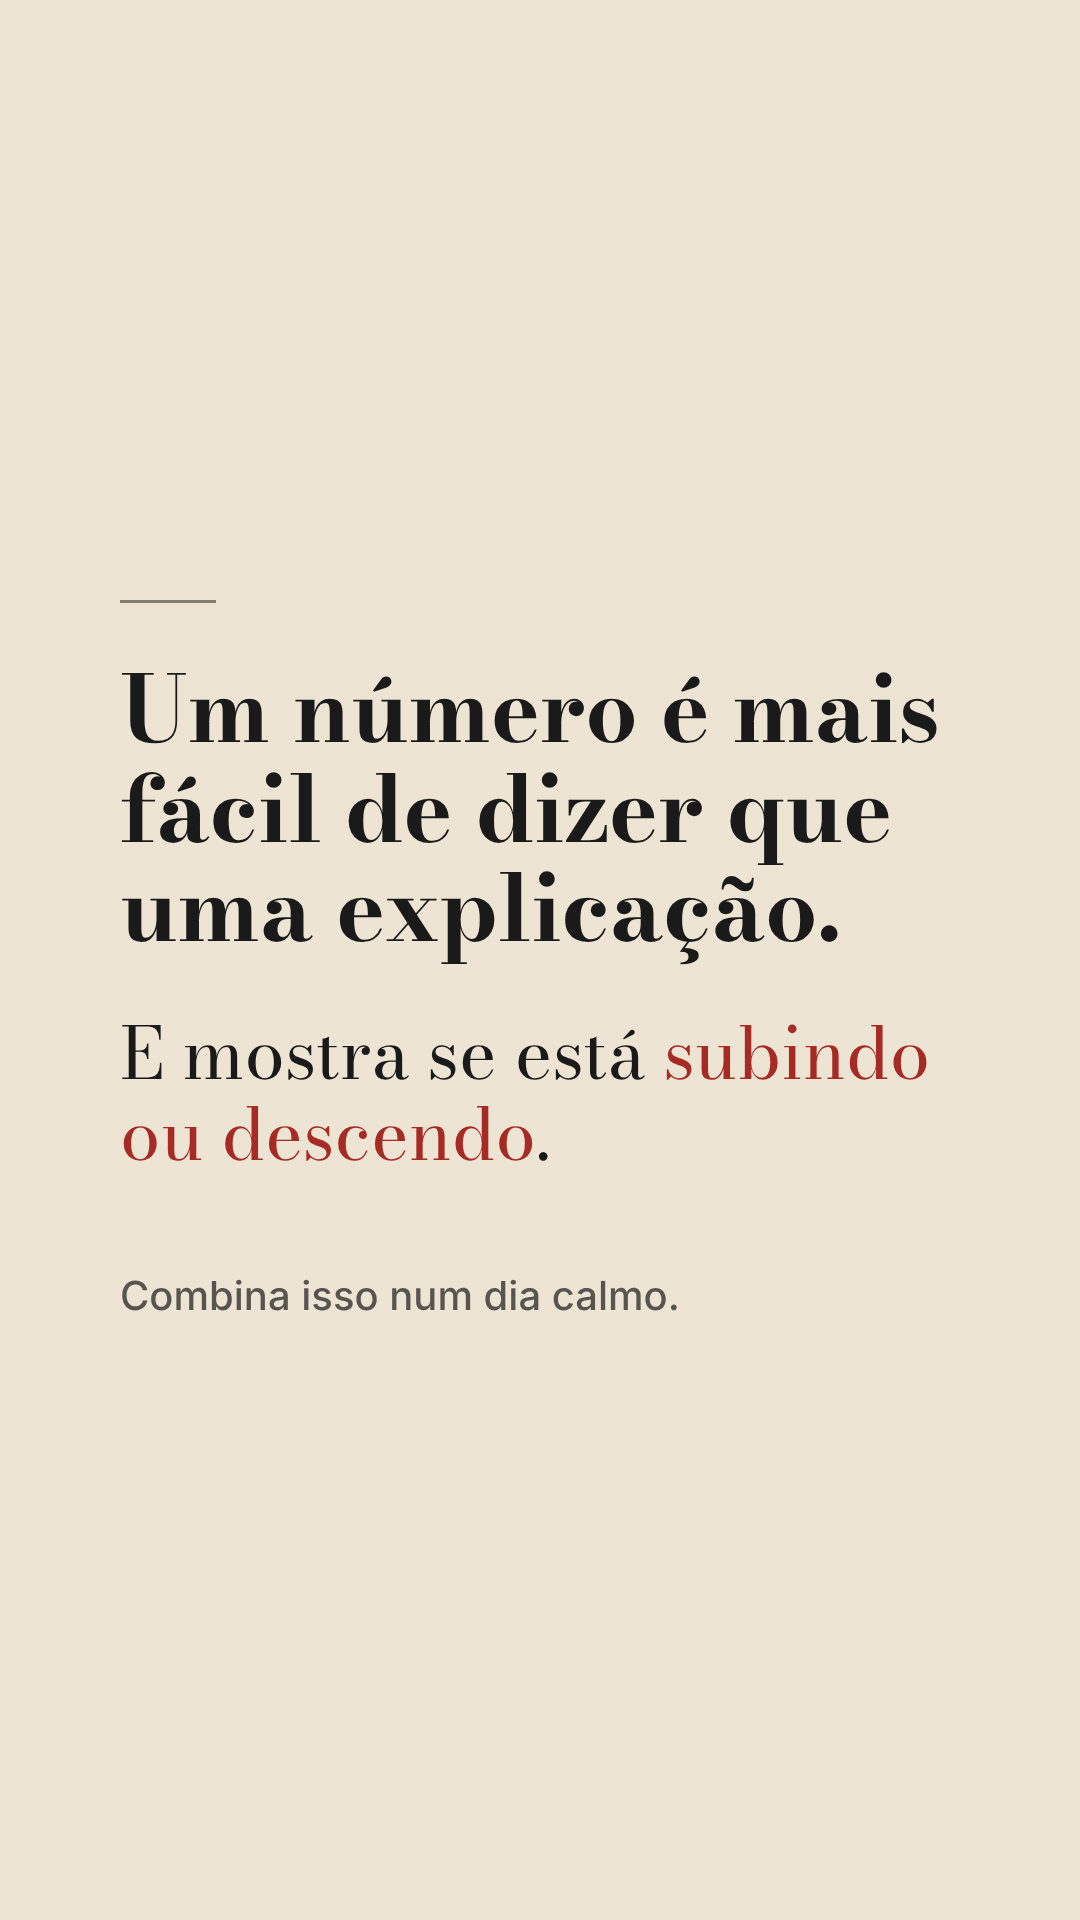 Um número é mais
fácil de dizer que
uma explicação.
E mostra se está subindo
ou descendo.
Combina isso num dia calmo.